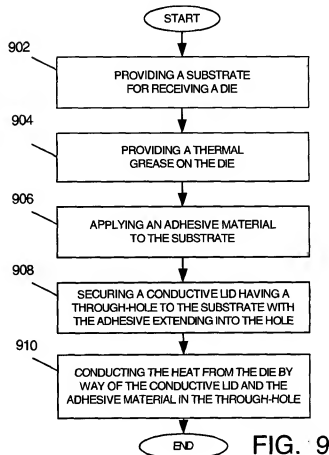 START
902
PROVIDING A SUBSTRATE
FOR RECEIVING A DIE
904
PROVIDING A THERMAL
GREASE ON THE DIE
906
APPLYING AN ADHESIVE MATERIAL
TO THE SUBSTRATE
908
SECURING A CONDUCTIVE LID HAVING A
THROUGH-HOLE TO THE SUBSTRATE WITH
THE ADHESIVE EXTENDING INTO THE HOLE
910
CONDUCTING THE HEAT FROM THE DIE BY
WAY OF THE CONDUCTIVE LID AND THE
ADHESIVE MATERIAL IN THE THROUGH-HOLE
END
FIG. 9